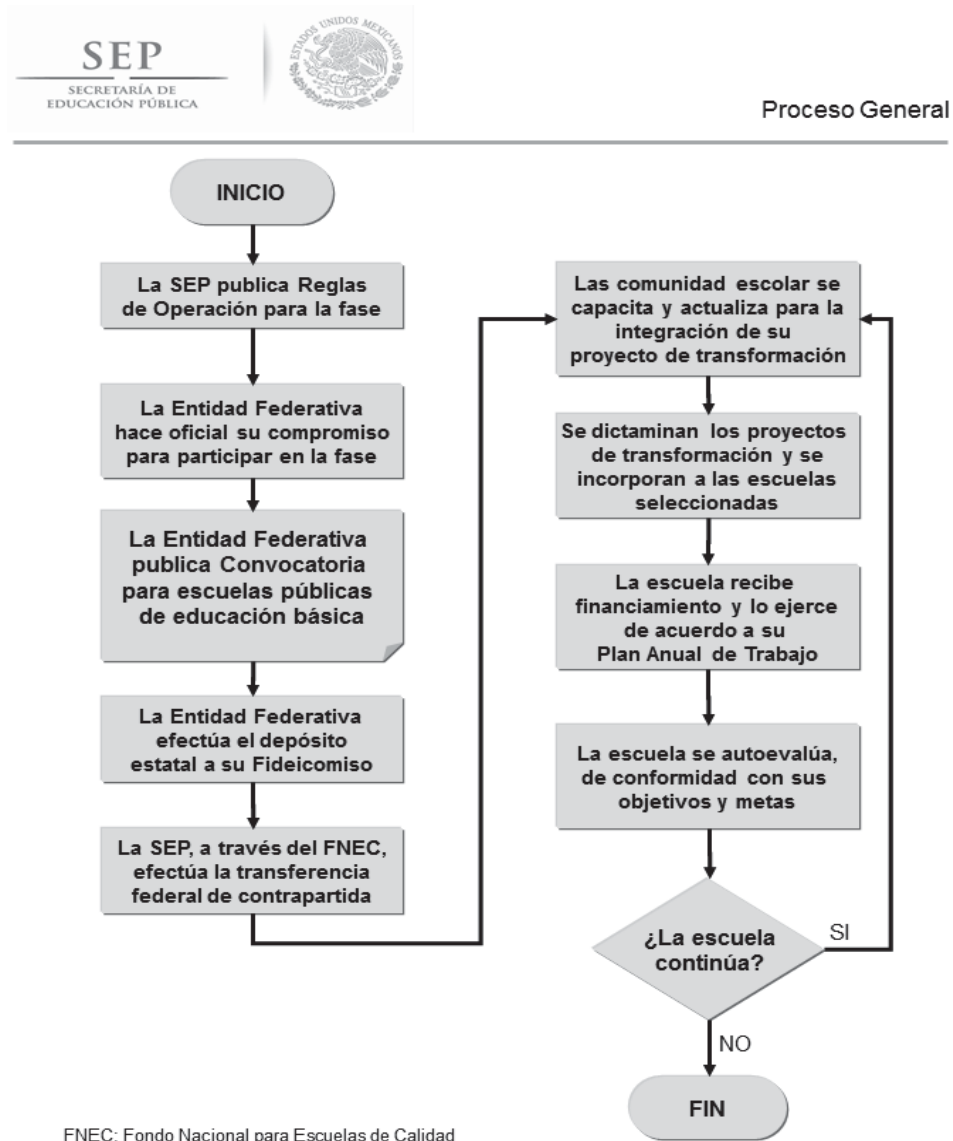 SEP
SECRETARÍA DE
EDUCACIÓN PÚBLICA
ESTADOS UNIDOS MEXICANOS
Proceso General
INICIO
La SEP publica Reglas
de Operación para la fase
La Entidad Federativa
hace oficial su compromiso
para participar en la fase
La Entidad Federativa
publica Convocatoria
para escuelas públicas
de educación básica
La Entidad Federativa
efectúa el depósito
estatal a su Fideicomiso
La SEP, a través del FNEC,
efectúa la transferencia
federal de contrapartida
Las comunidad escolar se
capacita y actualiza para la
integración de su
proyecto de transformación
Se dictaminan los proyectos
de transformación y se
incorporan a las escuelas
seleccionadas
La escuela recibe
financiamiento y lo ejerce
de acuerdo a su
Plan Anual de Trabajo
La escuela se autoevalúa,
de conformidad con sus
objetivos y metas
¿La escuela
continúa?
SI
NO
FIN
FNEC: Fondo Nacional para Escuelas de Calidad